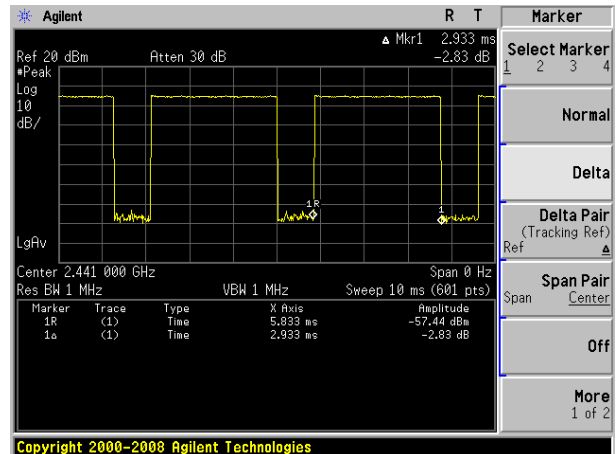 Agilent R T Marker
Δ Mkr1 2.933 ms
Ref 20 dBm Atten 30 dB -2.83 dB
#Peak
Log
10
dB/
1R
1
LgAv
Center 2.441 000 GHz Span 0 Hz
Res BW 1 MHz VBW 1 MHz Sweep 10 ms (601 pts)
Marker Trace Type X Axis Amplitude
1R (1) Time 5.833 ms -57.44 dBm
1Δ (1) Time 2.933 ms -2.83 dB
Select Marker
1 2 3 4
Normal
Delta
Delta Pair
(Tracking Ref)
Ref Δ
Span Pair
Span Center
Off
More
1 of 2
Copyright 2000-2008 Agilent Technologies